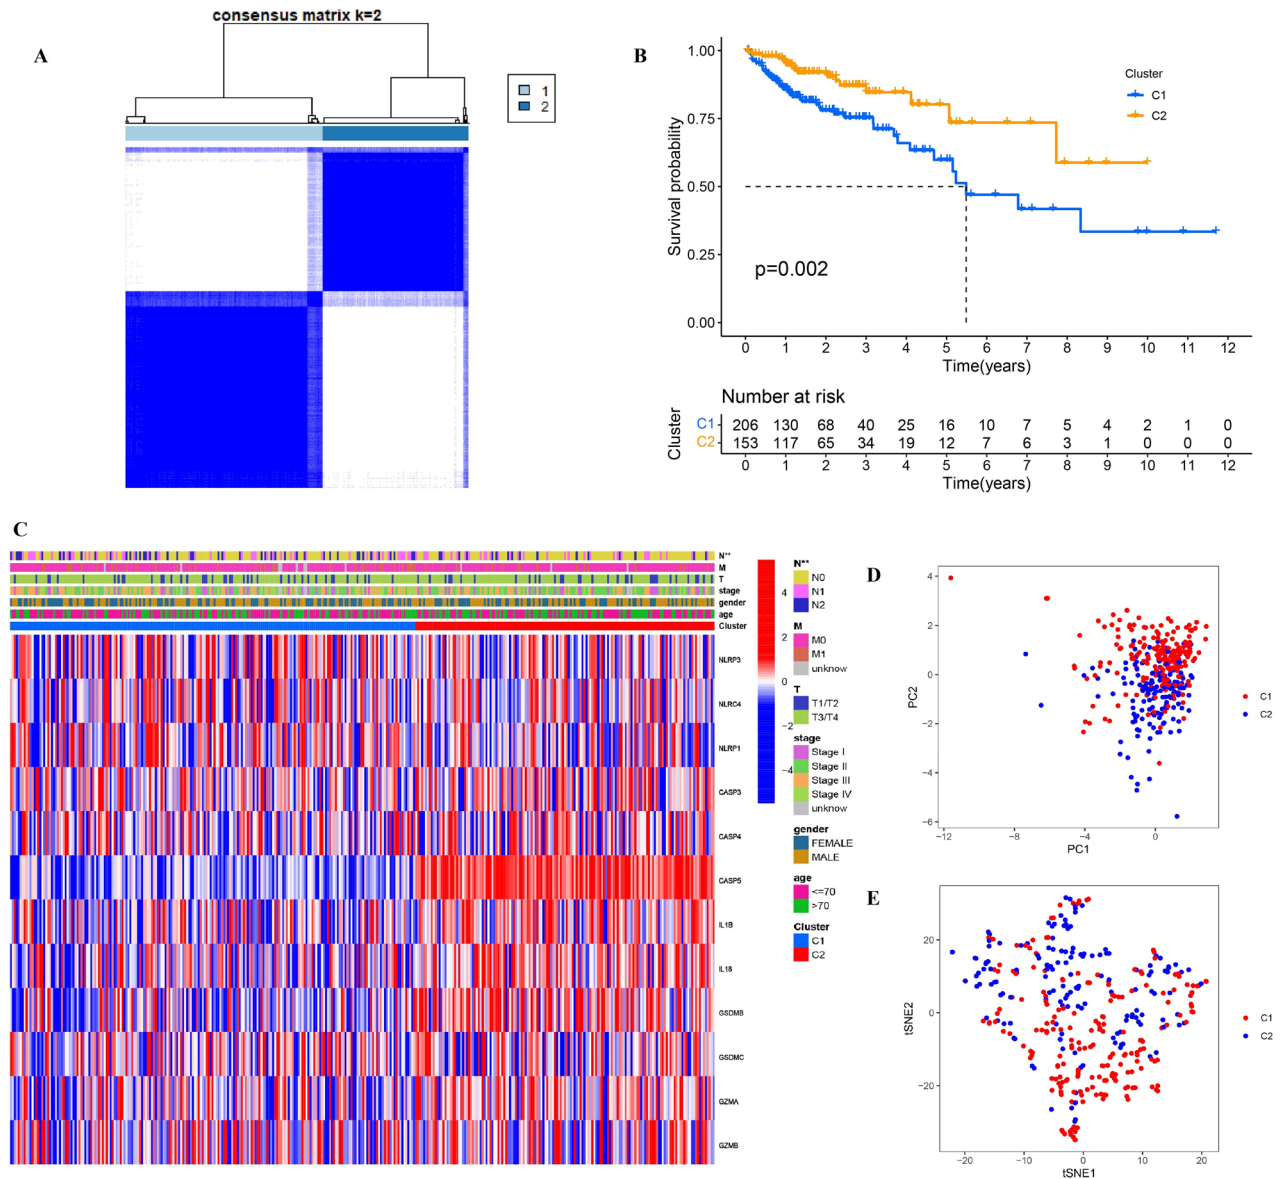 consensus matrix k=2
A
1
2
B
Survival probability
1.00
0.75
0.50
0.25
0.00
p=0.002
Cluster
C1
C2
0 1 2 3 4 5 6 7 8 9 10 11 12
Time(years)
Number at risk
Cluster
C1 206 130 68 40 25 16 10 7 5 4 2 1 0
C2 153 117 65 34 19 12 7 6 3 1 0 0 0
0 1 2 3 4 5 6 7 8 9 10 11 12
Time(years)
C
N**
M
T
stage
gender
age
Cluster
NLRP3
NLRC4
NLRP1
CASP3
CASP4
CASP5
IL1B
IL18
GSDMB
GSDMC
GZMA
GZMB
4
2
0
−2
−4
N**
N0
N1
N2
M
M0
M1
unknow
T
T1/T2
T3/T4
stage
Stage I
Stage II
Stage III
Stage IV
unknow
gender
FEMALE
MALE
age
<=70
>70
Cluster
C1
C2
D
PC2
4
2
0
−2
−4
−6
−12 −8 −4 0
PC1
C1
C2
E
tSNE2
20
0
−20
−20 −10 0 10 20
tSNE1
C1
C2